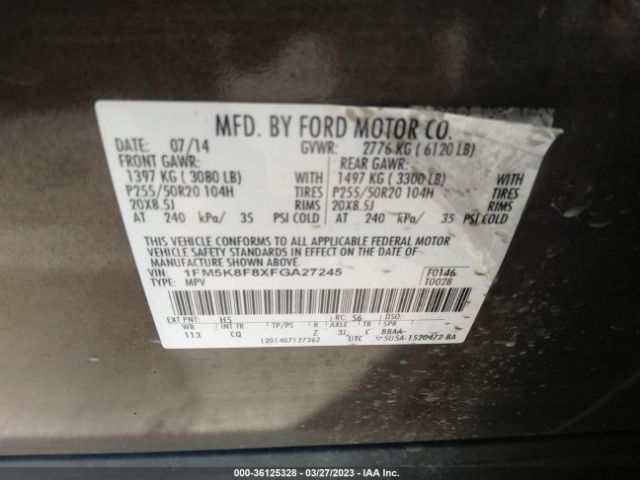 MFD. BY FORD MOTOR CO.
DATE: 07/14 GVWR: 2776 KG ( 6120 LB)
FRONT GAWR: REAR GAWR:
1397 KG ( 3080 LB) WITH 1497 KG ( 3300 LB) WITH
P255/50R20 104H TIRES P255/50R20 104H TIRES
20X8.5J RIMS 20X8.5J RIMS
AT 240 kPa/ 35 PSI COLD AT 240 kPa/ 35 PSI COLD
THIS VEHICLE CONFORMS TO ALL APPLICABLE FEDERAL MOTOR
VEHICLE SAFETY STANDARDS IN EFFECT ON THE DATE OF
MANUFACTURE SHOWN ABOVE.
VIN: 1FM5K8F8XFGA27245 F0146
TYPE: MPV T0028
EXT PNT: H5 RC: 56 DSO:
WB INT TR TP/PS R AXLE TR SPR
113 CQ Z 3J C BBAA
1201407127362 UTC 5U5A-1520472-BA
000-36125328 - 03/27/2023 - IAA Inc.